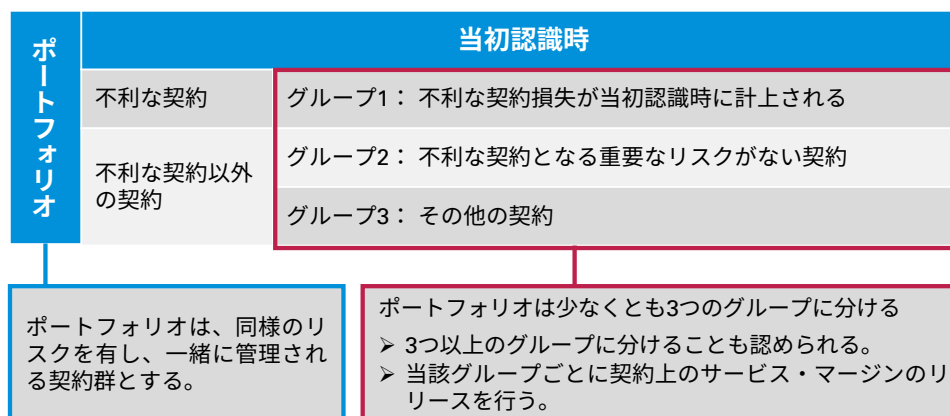 ポートフォリオ
当初認識時
不利な契約
グループ1： 不利な契約損失が当初認識時に計上される
不利な契約以外
の契約
グループ2： 不利な契約となる重要なリスクがない契約
グループ3： その他の契約
ポートフォリオは、同様のリ
スクを有し、一緒に管理され
る契約群とする。
ポートフォリオは少なくとも3つのグループに分ける
➢ 3つ以上のグループに分けることも認められる。
➢ 当該グループごとに契約上のサービス・マージンのリ
リースを行う。